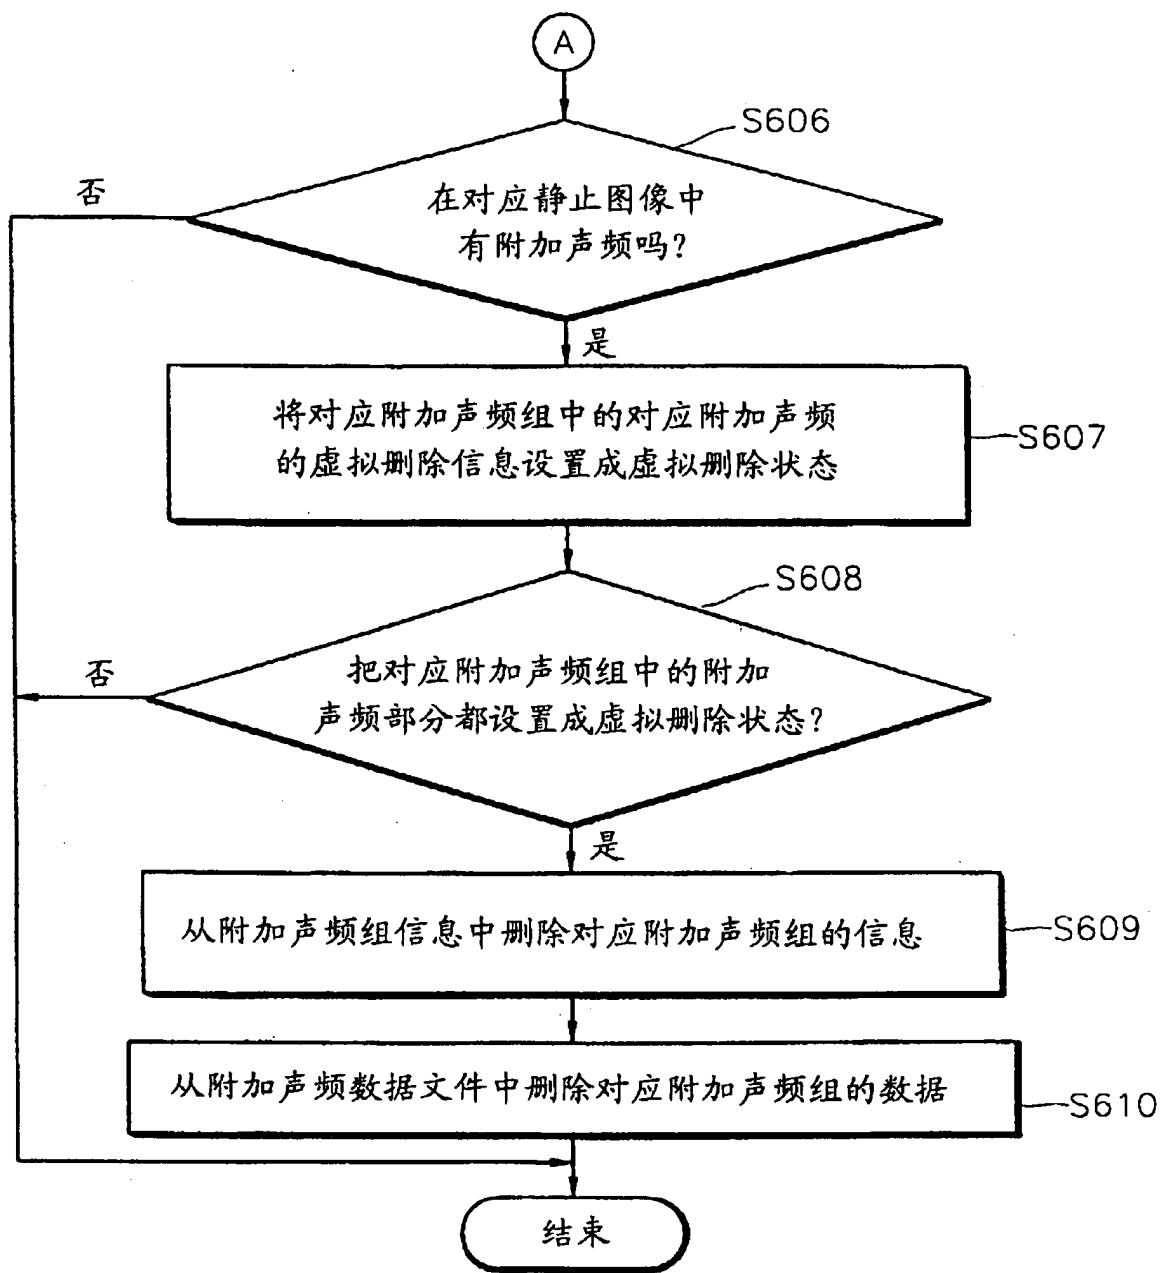 A
S606
否
在对应静止图像中
有附加声频吗?
是
将对应附加声频组中的对应附加声频
的虚拟删除信息设置成虚拟删除状态
S607
S608
否
把对应附加声频组中的附加
声频部分都设置成虚拟删除状态?
是
从附加声频组信息中删除对应附加声频组的信息
S609
从附加声频数据文件中删除对应附加声频组的数据
S610
结束